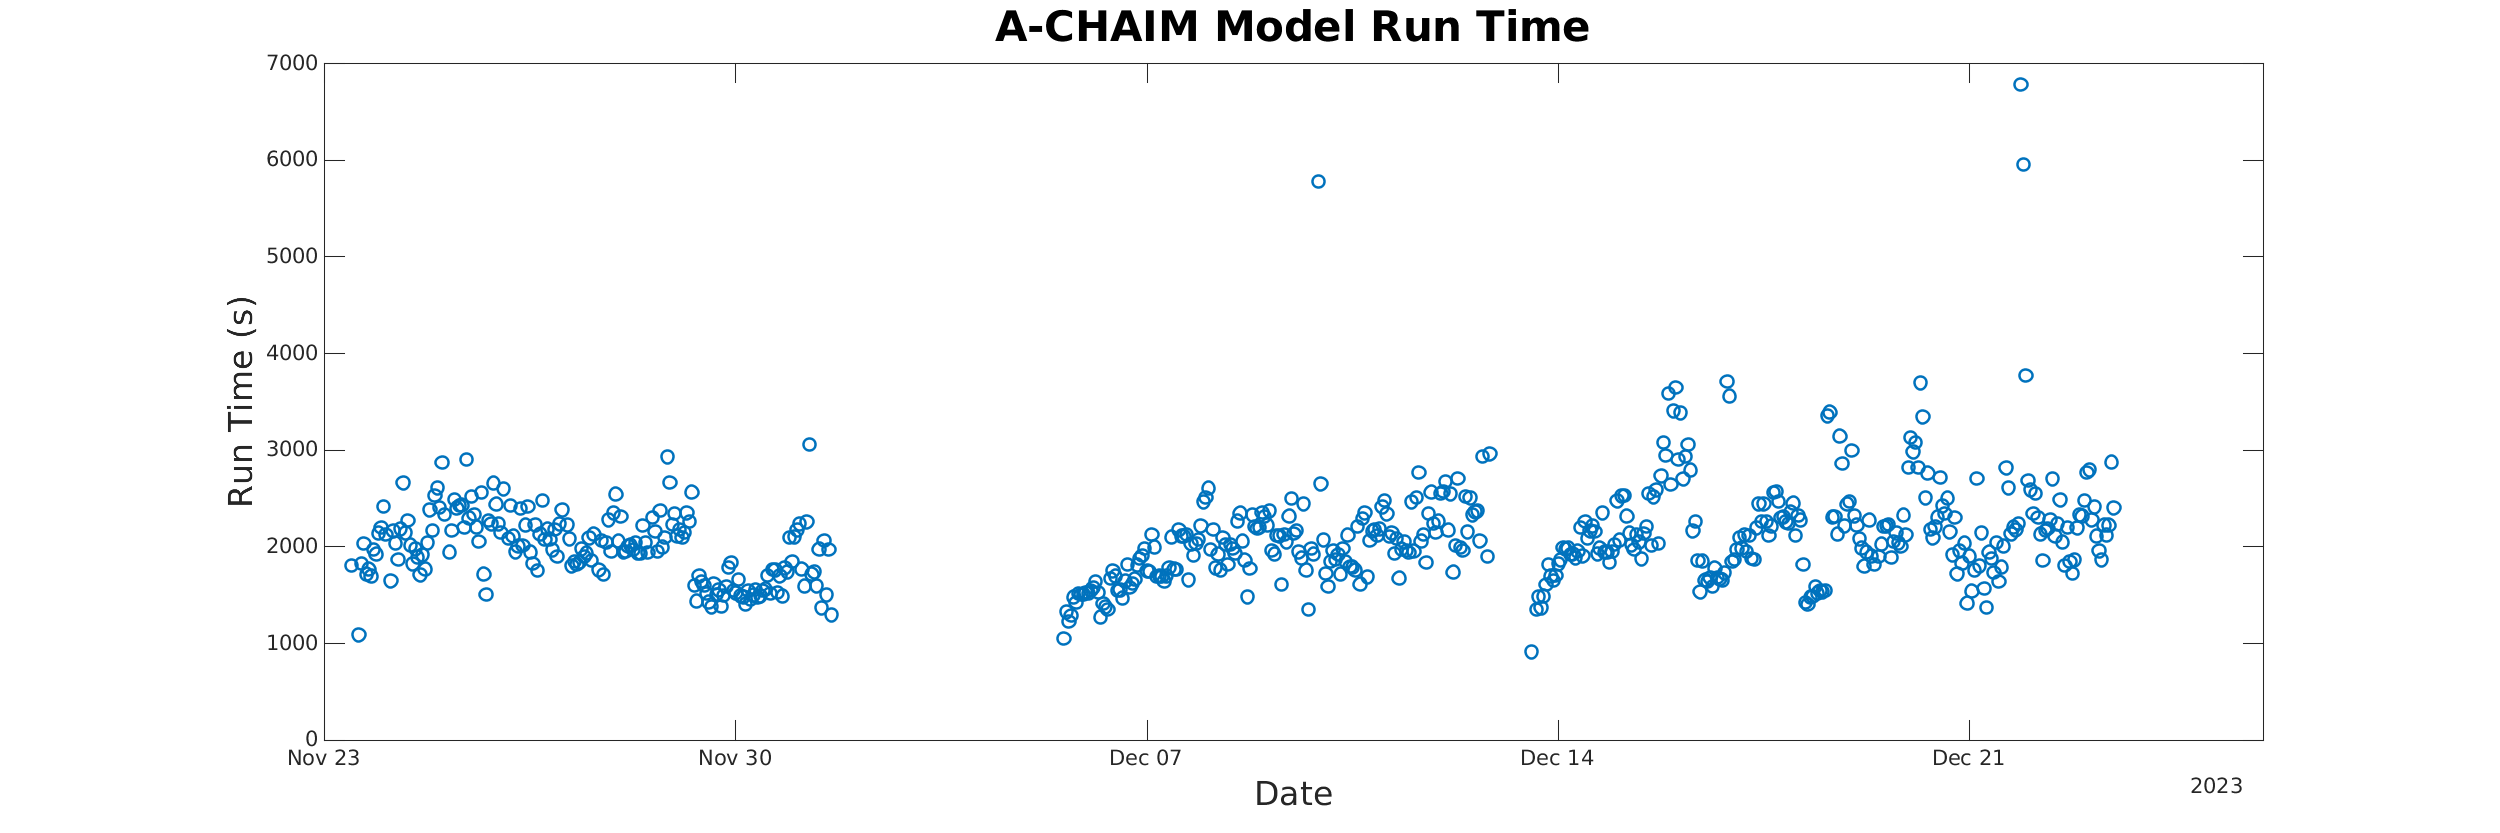 A-CHAIM Model Run Time
7000
6000
5000
4000
3000
2000
1000
0
Run Time (s)
Nov 23
Nov 30
Dec 07
Dec 14
Dec 21
Date
2023